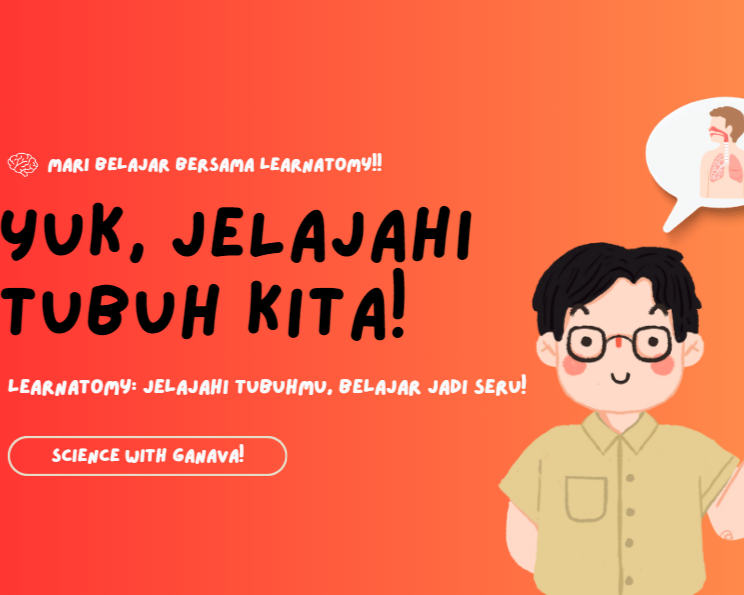 MARI BELAJAR BERSAMA LEARNATOMY!!
YUK, JELAJAHI
TUBUH KITA!
LEARNATOMY: JELAJAHI TUBUHMU, BELAJAR JADI SERU!
SCIENCE WITH GANAVA!